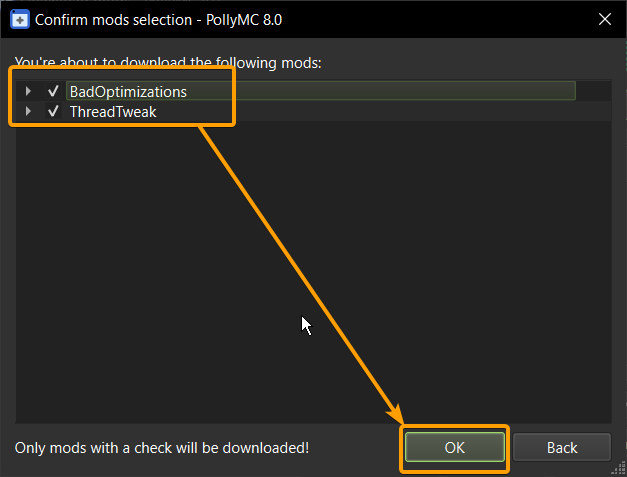 Confirm mods selection - PollyMC 8.0
You're about to download the following mods:
BadOptimizations
ThreadTweak
Only mods with a check will be downloaded!
OK
Back